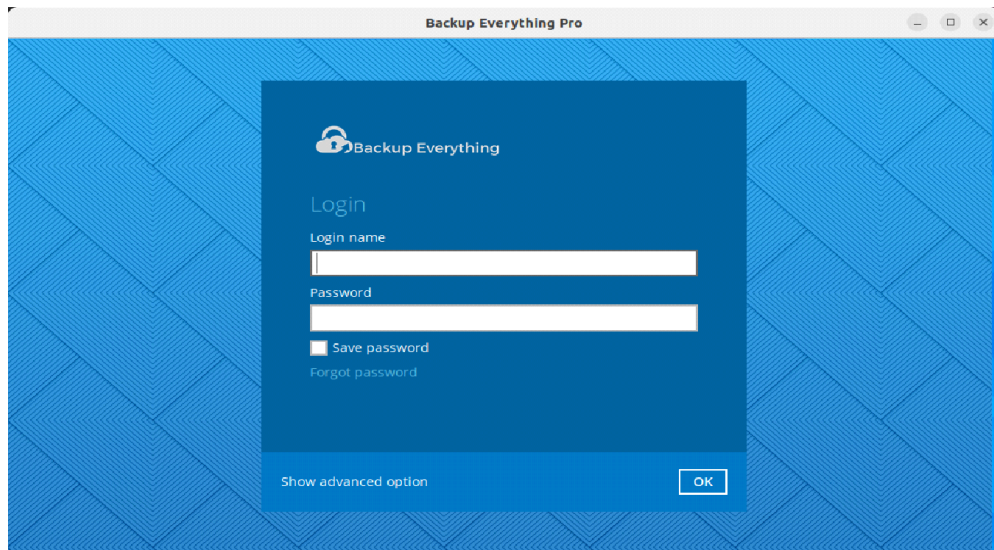 Backup Everything Pro
Backup Everything
Login
Login name
Password
Save password
Forgot password
Show advanced option
OK